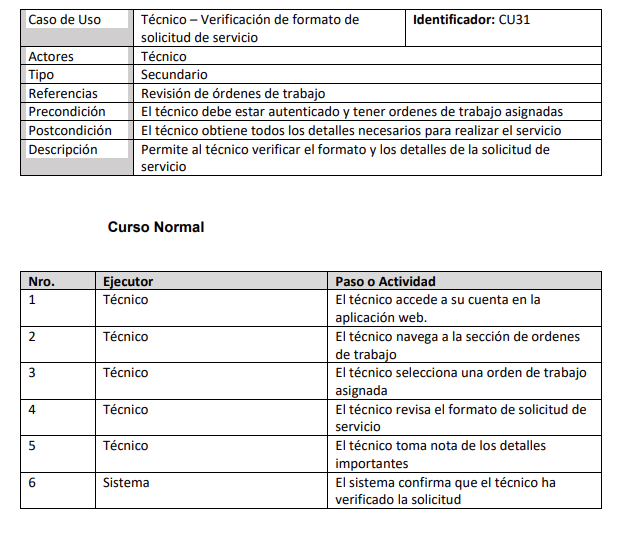 Caso de Uso Técnico – Verificación de formato de Identificador: CU31
solicitud de servicio
Actores Técnico
Tipo Secundario
Referencias Revisión de órdenes de trabajo
Precondición El técnico debe estar autenticado y tener ordenes de trabajo asignadas
Postcondición El técnico obtiene todos los detalles necesarios para realizar el servicio
Descripción Permite al técnico verificar el formato y los detalles de la solicitud de
servicio
Curso Normal
Nro. Ejecutor Paso o Actividad
1 Técnico El técnico accede a su cuenta en la
aplicación web.
2 Técnico El técnico navega a la sección de ordenes
de trabajo
3 Técnico El técnico selecciona una orden de trabajo
asignada
4 Técnico El técnico revisa el formato de solicitud de
servicio
5 Técnico El técnico toma nota de los detalles
importantes
6 Sistema El sistema confirma que el técnico ha
verificado la solicitud